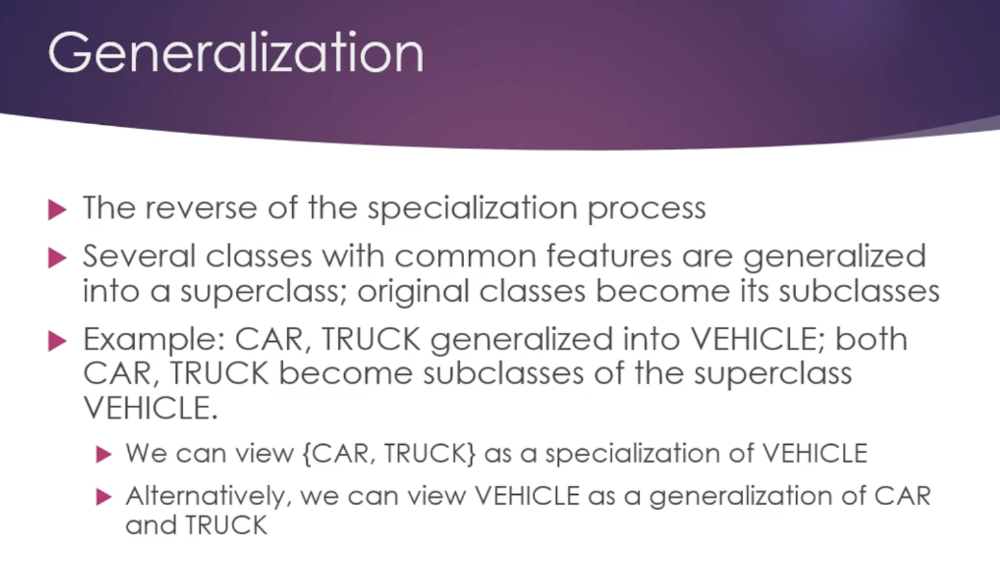 Generalization
The reverse of the specialization process
Several classes with common features are generalized
into a superclass; original classes become its subclasses
Example: CAR, TRUCK generalized into VEHICLE; both
CAR, TRUCK become subclasses of the superclass
VEHICLE.
We can view {CAR, TRUCK} as a specialization of VEHICLE
Alternatively, we can view VEHICLE as a generalization of CAR
and TRUCK